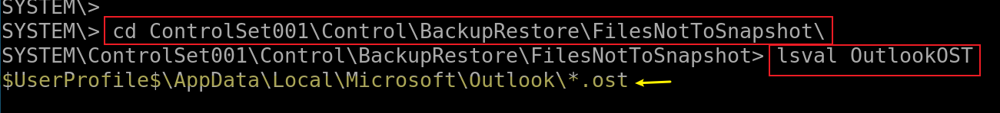 SYSTEM\>
SYSTEM\> cd ControlSet001\Control\BackupRestore\FilesNotToSnapshot\
SYSTEM\ControlSet001\Control\BackupRestore\FilesNotToSnapshot> lsval OutlookOST
$UserProfile$\AppData\Local\Microsoft\Outlook\*.ost